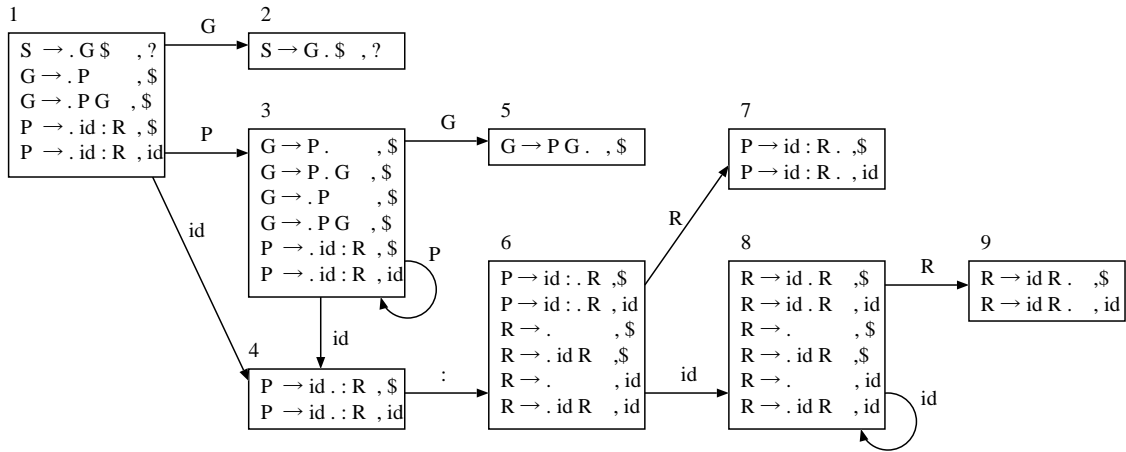 1
S → . G $ , ?
G → . P , $
G → . P G , $
P → . id : R , $
P → . id : R , id
G
2
S → G . $ , ?
P
id
3
G → P . , $
G → P . G , $
G → . P , $
G → . P G , $
P → . id : R , $
P → . id : R , id
G
P
id
5
G → P G . , $
4
P → id . : R , $
P → id . : R , id
:
6
P → id : . R ,$
P → id : . R , id
R → . , $
R → . id R ,$
R → . , id
R → . id R , id
R
id
7
P → id : R . ,$
P → id : R . , id
8
R → id . R ,$
R → id . R , id
R → . , $
R → . id R ,$
R → . , id
R → . id R , id
R
id
9
R → id R . ,$
R → id R . , id